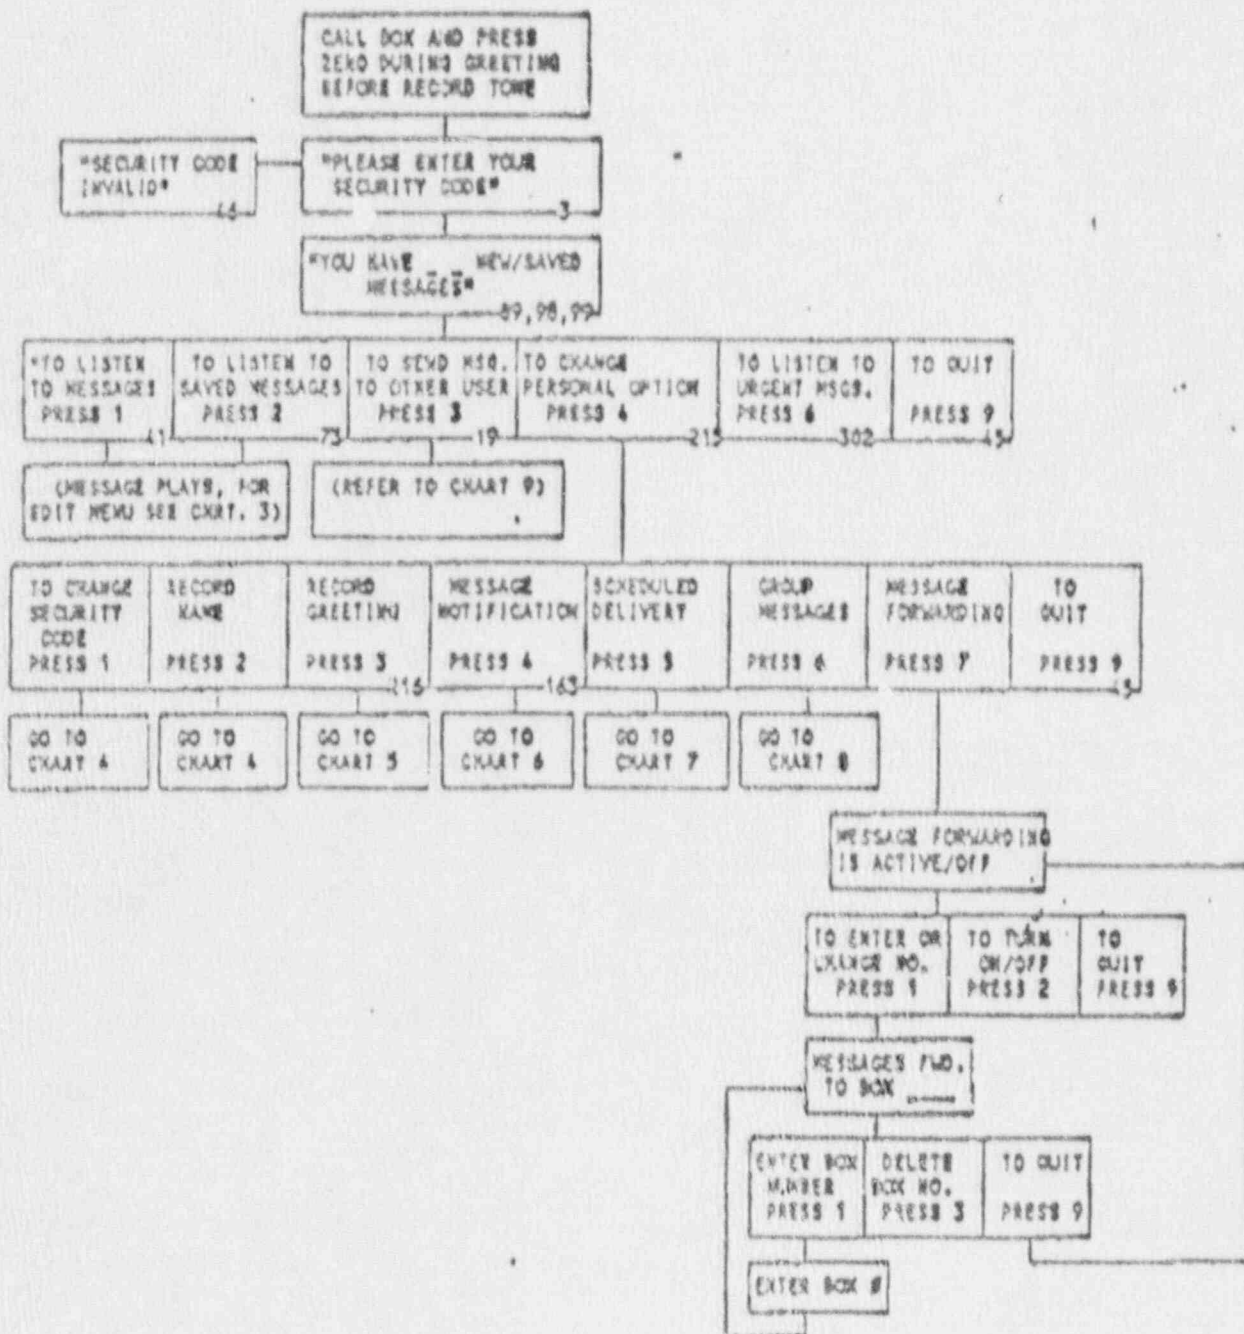 CALL BOX AND PRESS
ZERO DURING GREETING
BEFORE RECORD TONE
"SECURITY CODE
INVALID"
46
"PLEASE ENTER YOUR
SECURITY CODE"
3
"YOU HAVE _ _ NEW/SAVED
MESSAGES"
89,98,99
"TO LISTEN
TO MESSAGES
PRESS 1
41
TO LISTEN TO
SAVED MESSAGES
PRESS 2
73
TO SEND MSG.
TO OTHER USER
PRESS 3
19
TO CHANGE
PERSONAL OPTION
PRESS 4
215
TO LISTEN TO
URGENT MSGS.
PRESS 6
302
TO QUIT
PRESS 9
45
(MESSAGE PLAYS, FOR
EDIT MENU SEE CHRT. 3)
(REFER TO CHART 9)
TO CHANGE
SECURITY
CODE
PRESS 1
RECORD
NAME
PRESS 2
RECORD
GREETING
PRESS 3
216
MESSAGE
NOTIFICATION
PRESS 4
163
SCHEDULED
DELIVERY
PRESS 5
GROUP
MESSAGES
PRESS 6
MESSAGE
FORWARDING
PRESS 7
TO
QUIT
PRESS 9
45
GO TO
CHART 4
GO TO
CHART 4
GO TO
CHART 5
GO TO
CHART 6
GO TO
CHART 7
GO TO
CHART 8
MESSAGE FORWARDING
IS ACTIVE/OFF
TO ENTER OR
CHANGE NO.
PRESS 1
TO TURN
ON/OFF
PRESS 2
TO
QUIT
PRESS 9
MESSAGES FWD.
TO BOX ____
ENTER BOX
NUMBER
PRESS 1
DELETE
BOX NO.
PRESS 3
TO QUIT
PRESS 9
ENTER BOX #